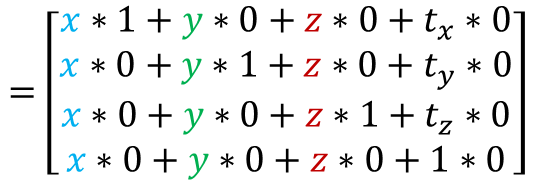 x * 1 + y * 0 + z * 0 + tₓ * 0
= x * 0 + y * 1 + z * 0 + t_y * 0
x * 0 + y * 0 + z * 1 + t_z * 0
x * 0 + y * 0 + z * 0 + 1 * 0